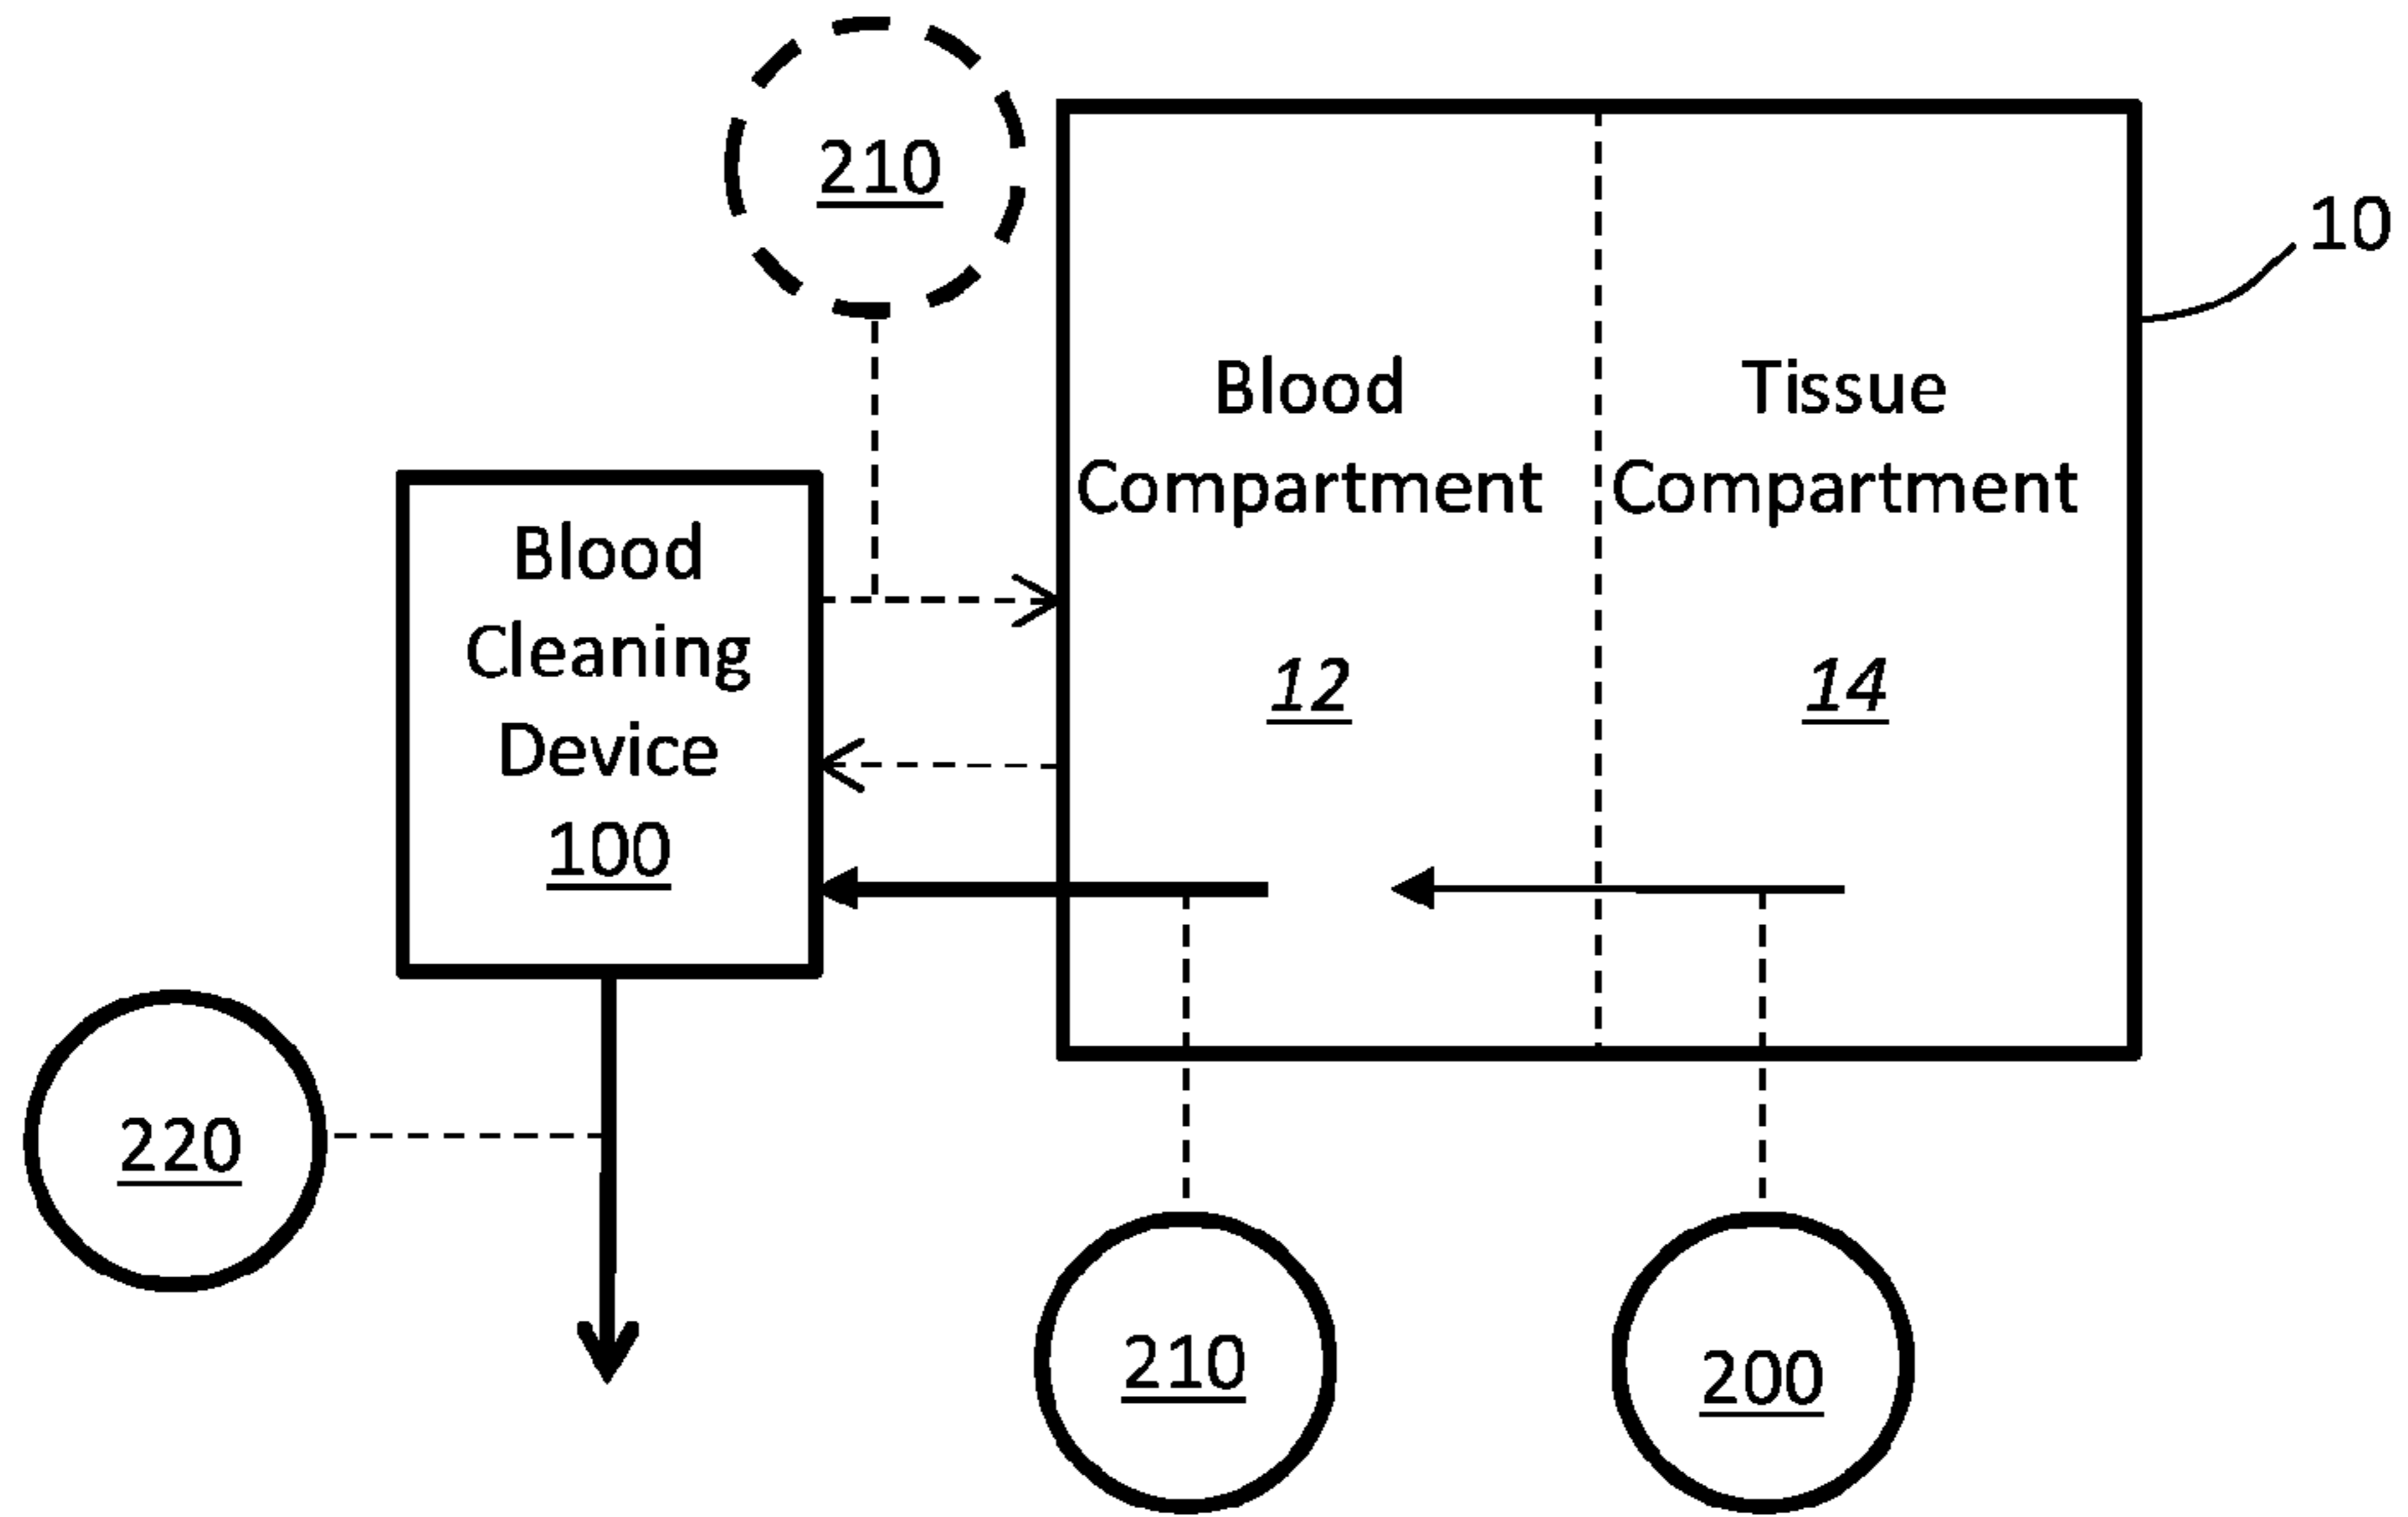 210
10
Blood
Compartment
Tissue
Compartment
12
14
Blood
Cleaning
Device
100
220
210
200